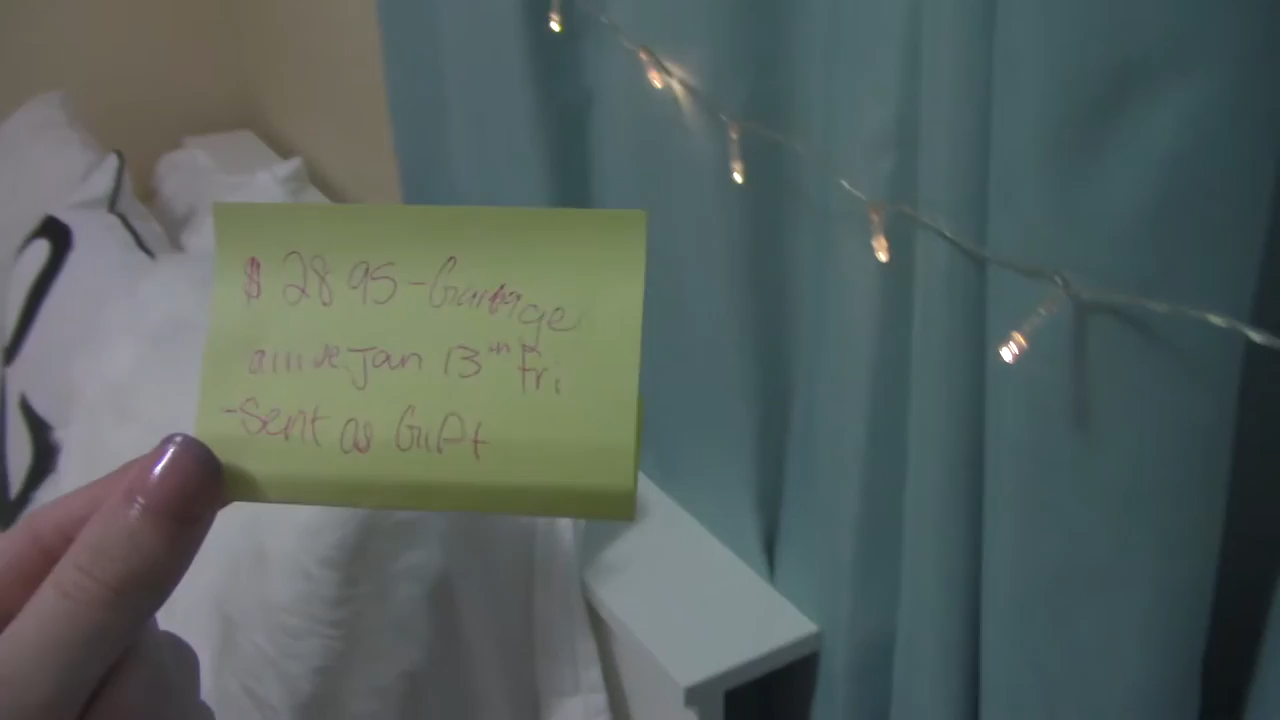 $ 28 95 - Garbage
arrive Jan 13th Fri.
- Sent as Gift